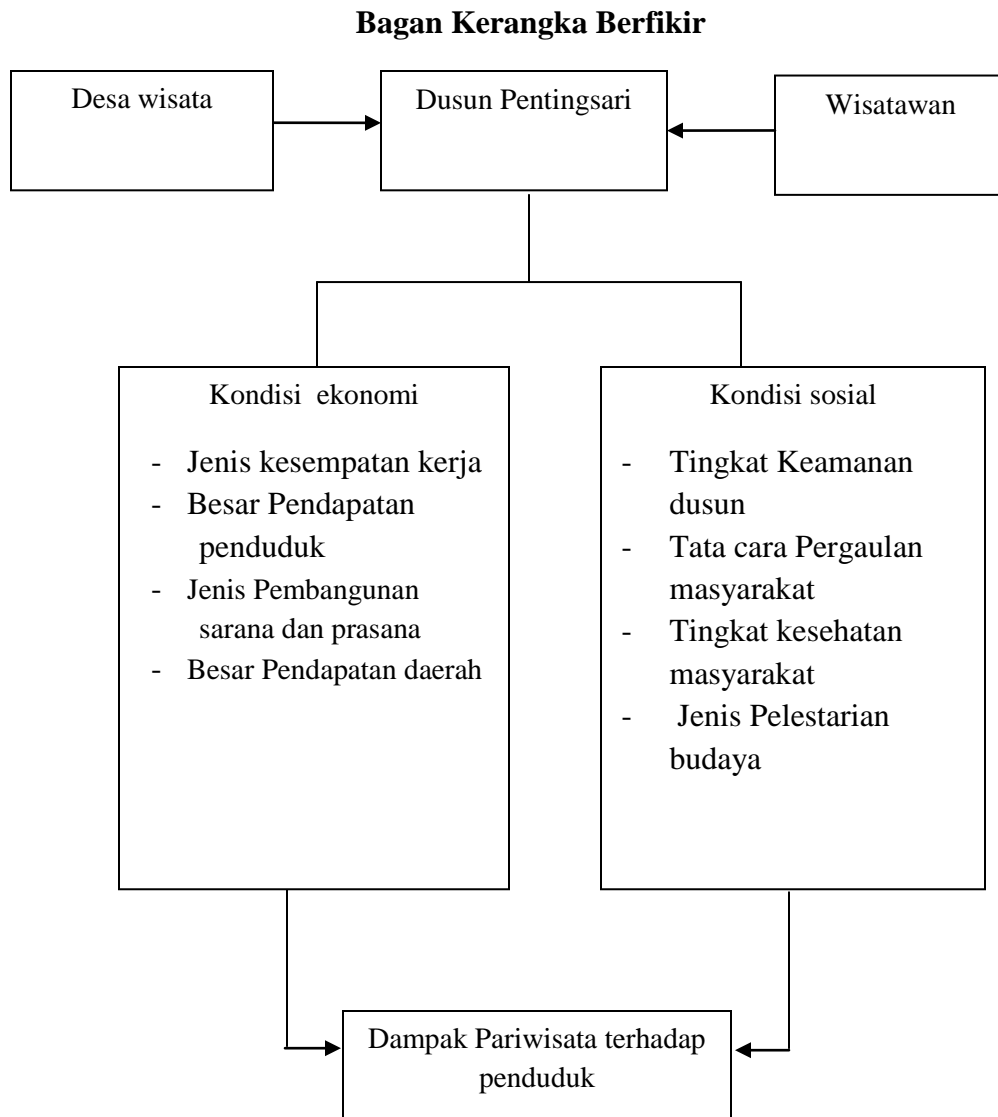 Bagan Kerangka Berfikir
Desa wisata
Dusun Pentingsari
Wisatawan
Kondisi ekonomi
- Jenis kesempatan kerja
- Besar Pendapatan
penduduk
- Jenis Pembangunan
sarana dan prasana
- Besar Pendapatan daerah
Kondisi sosial
- Tingkat Keamanan
dusun
- Tata cara Pergaulan
masyarakat
- Tingkat kesehatan
masyarakat
- Jenis Pelestarian
budaya
Dampak Pariwisata terhadap
penduduk